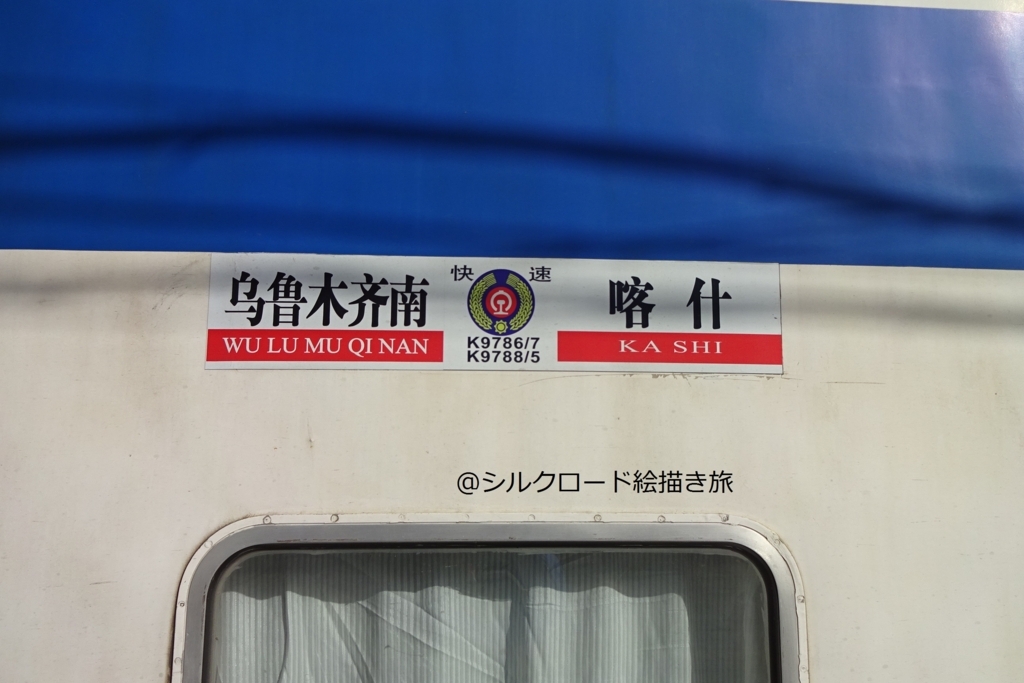 乌鲁木齐南
WU LU MU QI NAN
快 速
K9786/7
K9788/5
喀什
KA SHI
@シルクロード絵描き旅